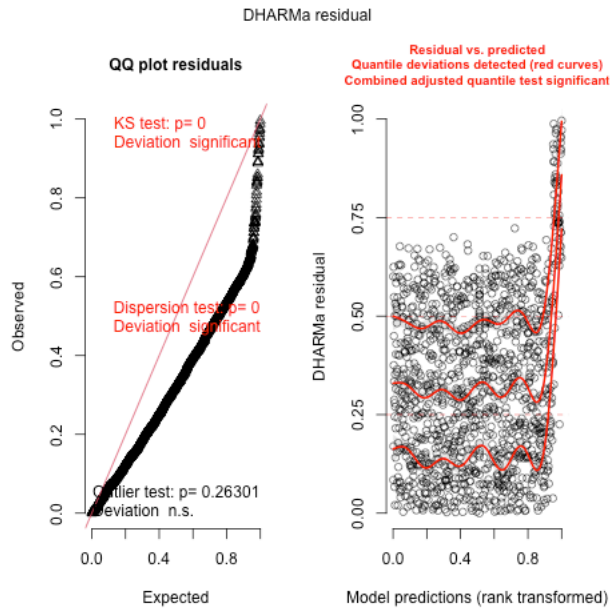 DHARMa residual
QQ plot residuals
KS test: p= 0
Deviation significant
Dispersion test: p= 0
Deviation significant
Outlier test: p= 0.26301
Deviation n.s.
Observed
0.0
0.2
0.4
0.6
0.8
1.0
0.0
0.4
0.8
Expected
Residual vs. predicted
Quantile deviations detected (red curves)
Combined adjusted quantile test significant
DHARMa residual
0.00
0.25
0.50
0.75
1.00
0.0
0.4
0.8
Model predictions (rank transformed)